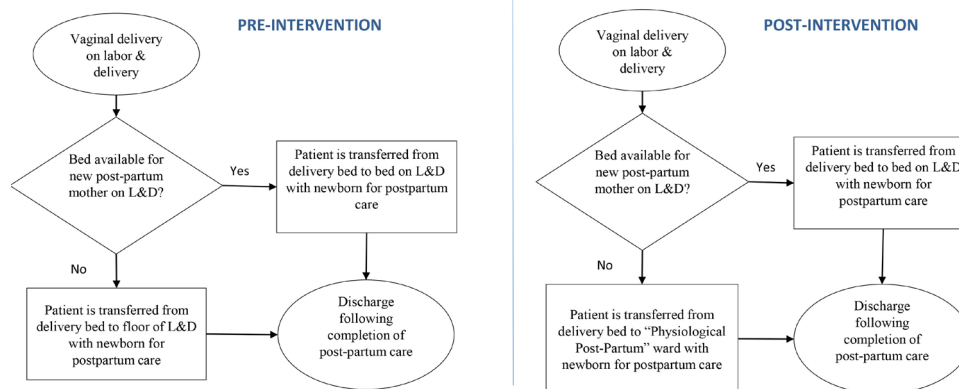 PRE-INTERVENTION
Vaginal delivery
on labor &
delivery
Bed available for
new post-partum
mother on L&D?
Yes
Patient is transferred from
delivery bed to bed on L&D
with newborn for postpartum
care
No
Patient is transferred from
delivery bed to floor of L&D
with newborn for
postpartum care
Discharge
following
completion of
post-partum care
POST-INTERVENTION
Vaginal delivery
on labor &
delivery
Bed available for
new post-partum
mother on L&D?
Yes
Patient is transferred from
delivery bed to bed on L&D
with newborn for
postpartum care
No
Patient is transferred from
delivery bed to “Physiological
Post-Partum” ward with
newborn for postpartum care
Discharge
following
completion of
post-partum care